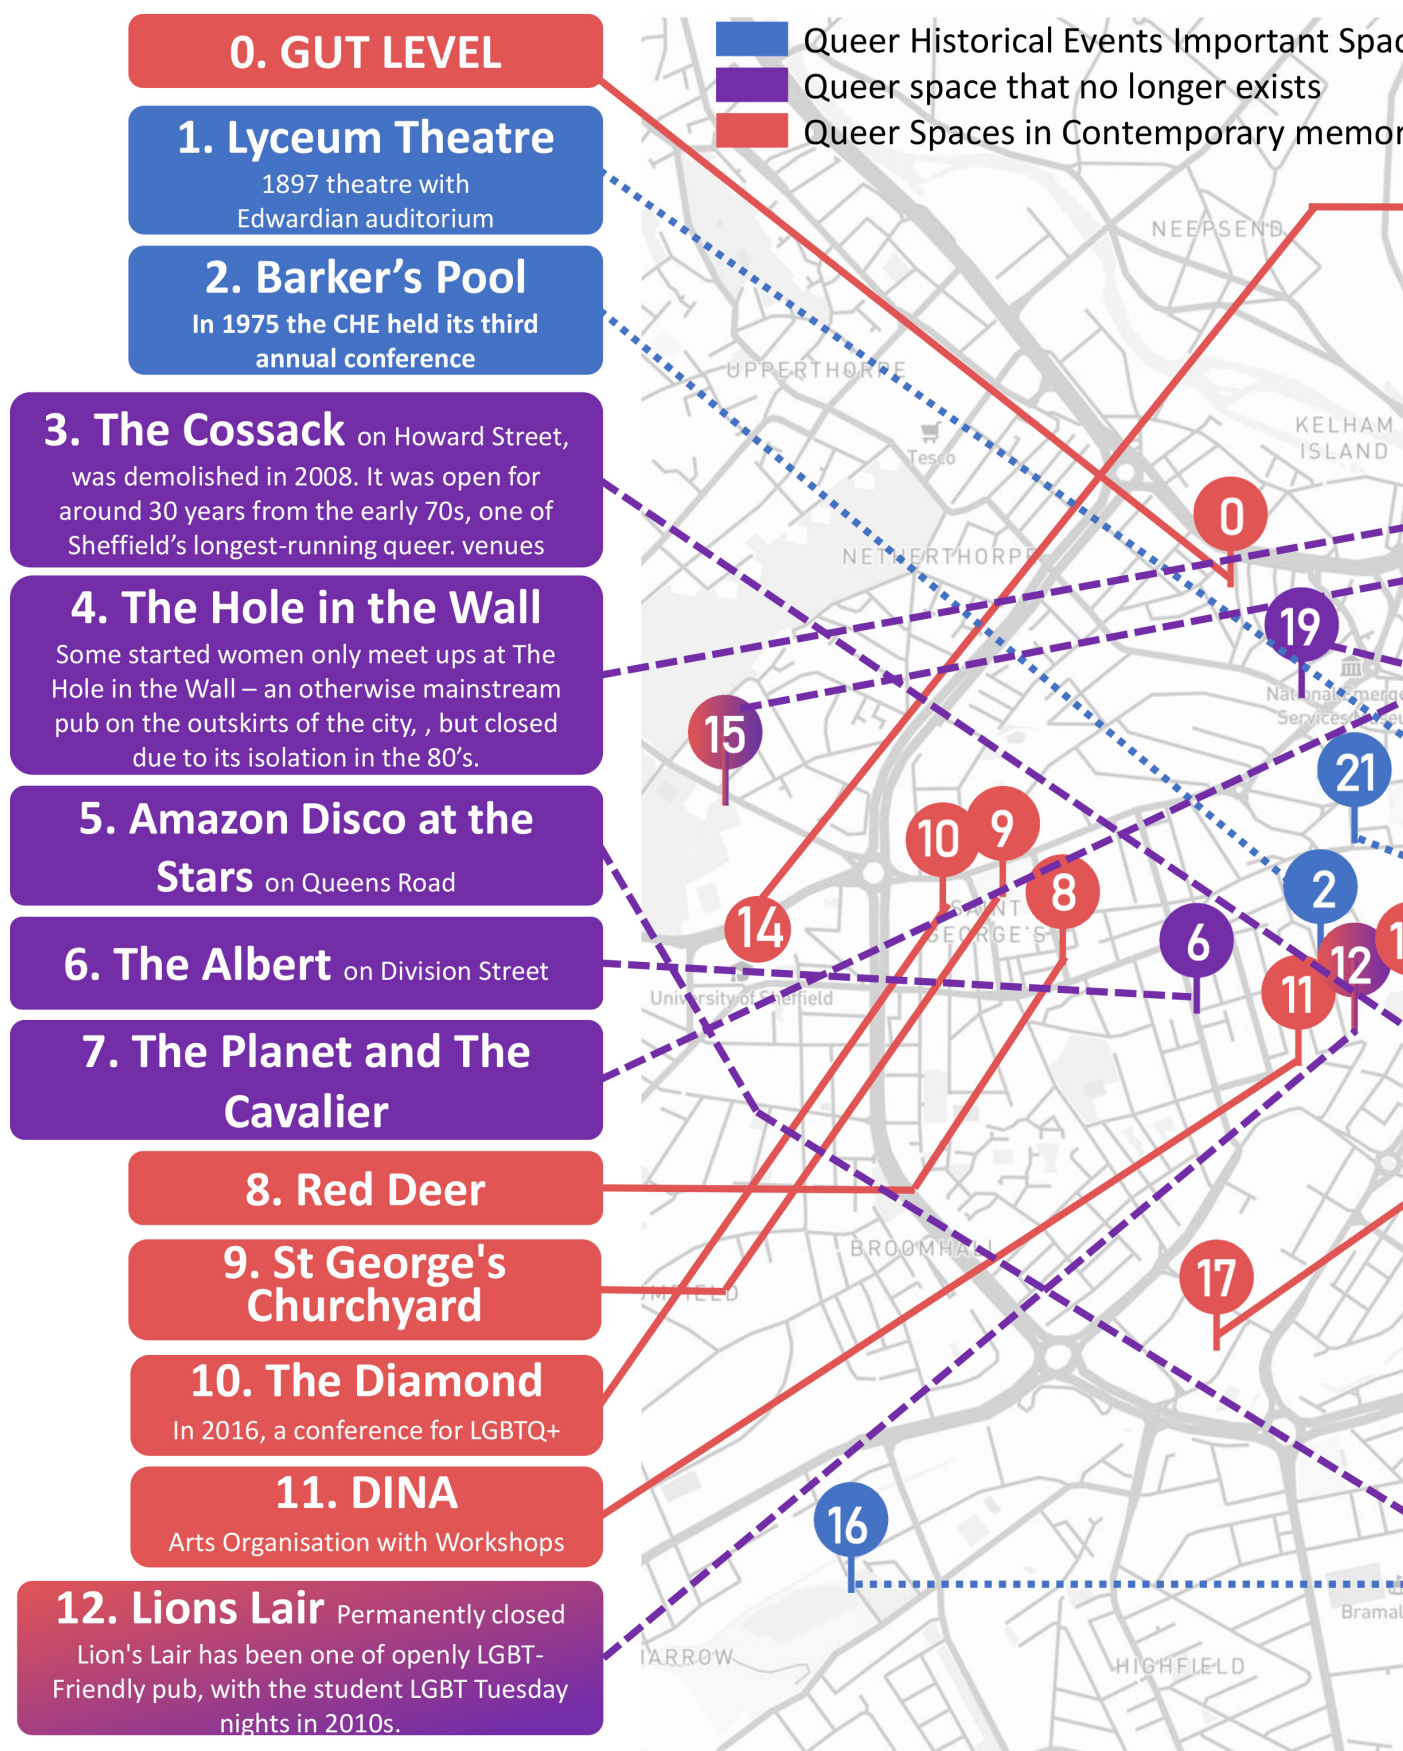 0. GUT LEVEL
1. Lyceum Theatre
1897 theatre with
Edwardian auditorium
2. Barker’s Pool
In 1975 the CHE held its third
annual conference
3. The Cossack on Howard Street,
was demolished in 2008. It was open for
around 30 years from the early 70s, one of
Sheffield’s longest-running queer. venues
4. The Hole in the Wall
Some started women only meet ups at The
Hole in the Wall – an otherwise mainstream
pub on the outskirts of the city, , but closed
due to its isolation in the 80’s.
5. Amazon Disco at the
Stars on Queens Road
6. The Albert on Division Street
7. The Planet and The
Cavalier
8. Red Deer
9. St George's
Churchyard
10. The Diamond
In 2016, a conference for LGBTQ+
11. DINA
Arts Organisation with Workshops
12. Lions Lair Permanently closed
Lion's Lair has been one of openly LGBT-
Friendly pub, with the student LGBT Tuesday
nights in 2010s.
Queer Historical Events Important Spac
Queer space that no longer exists
Queer Spaces in Contemporary memor
NEEPSEND
UPPERTHORPE
KELHAM
ISLAND
Tesco
0
NETHERTHORPE
19
National Emerg
Services Museu
15
21
10
9
8
2
SAINT
GEORGE'S
14
6
12
11
University of Sheffield
BROOMHALL
17
OMFIELD
16
Bramal
HARROW
HIGHFIELD